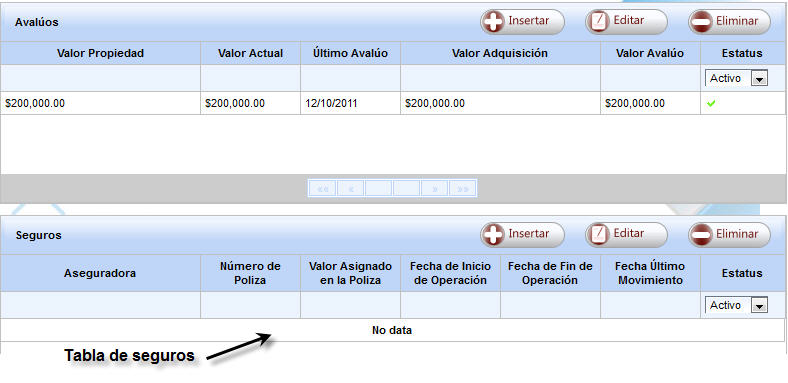 Avalúos Insertar Editar Eliminar
Valor Propiedad Valor Actual Último Avalúo Valor Adquisición Valor Avalúo Estatus
Activo
$200,000.00 $200,000.00 12/10/2011 $200,000.00 $200,000.00
«« « » »»
Seguros Insertar Editar Eliminar
Aseguradora Número de Poliza Valor Asignado en la Poliza Fecha de Inicio de Operación Fecha de Fin de Operación Fecha Último Movimiento Estatus
Activo
No data
Tabla de seguros